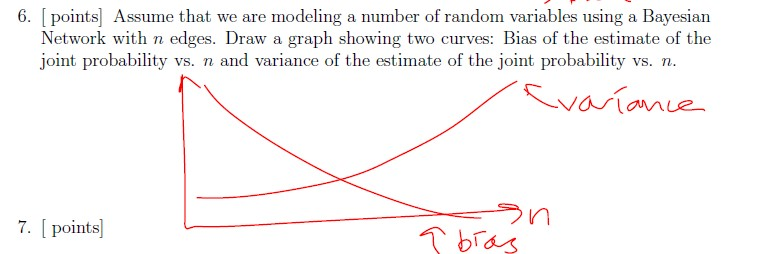 6. [ points] Assume that we are modeling a number of random variables using a Bayesian
Network with n edges. Draw a graph showing two curves: Bias of the estimate of the
joint probability vs. n and variance of the estimate of the joint probability vs. n.
variance
n
7. [ points]
bias